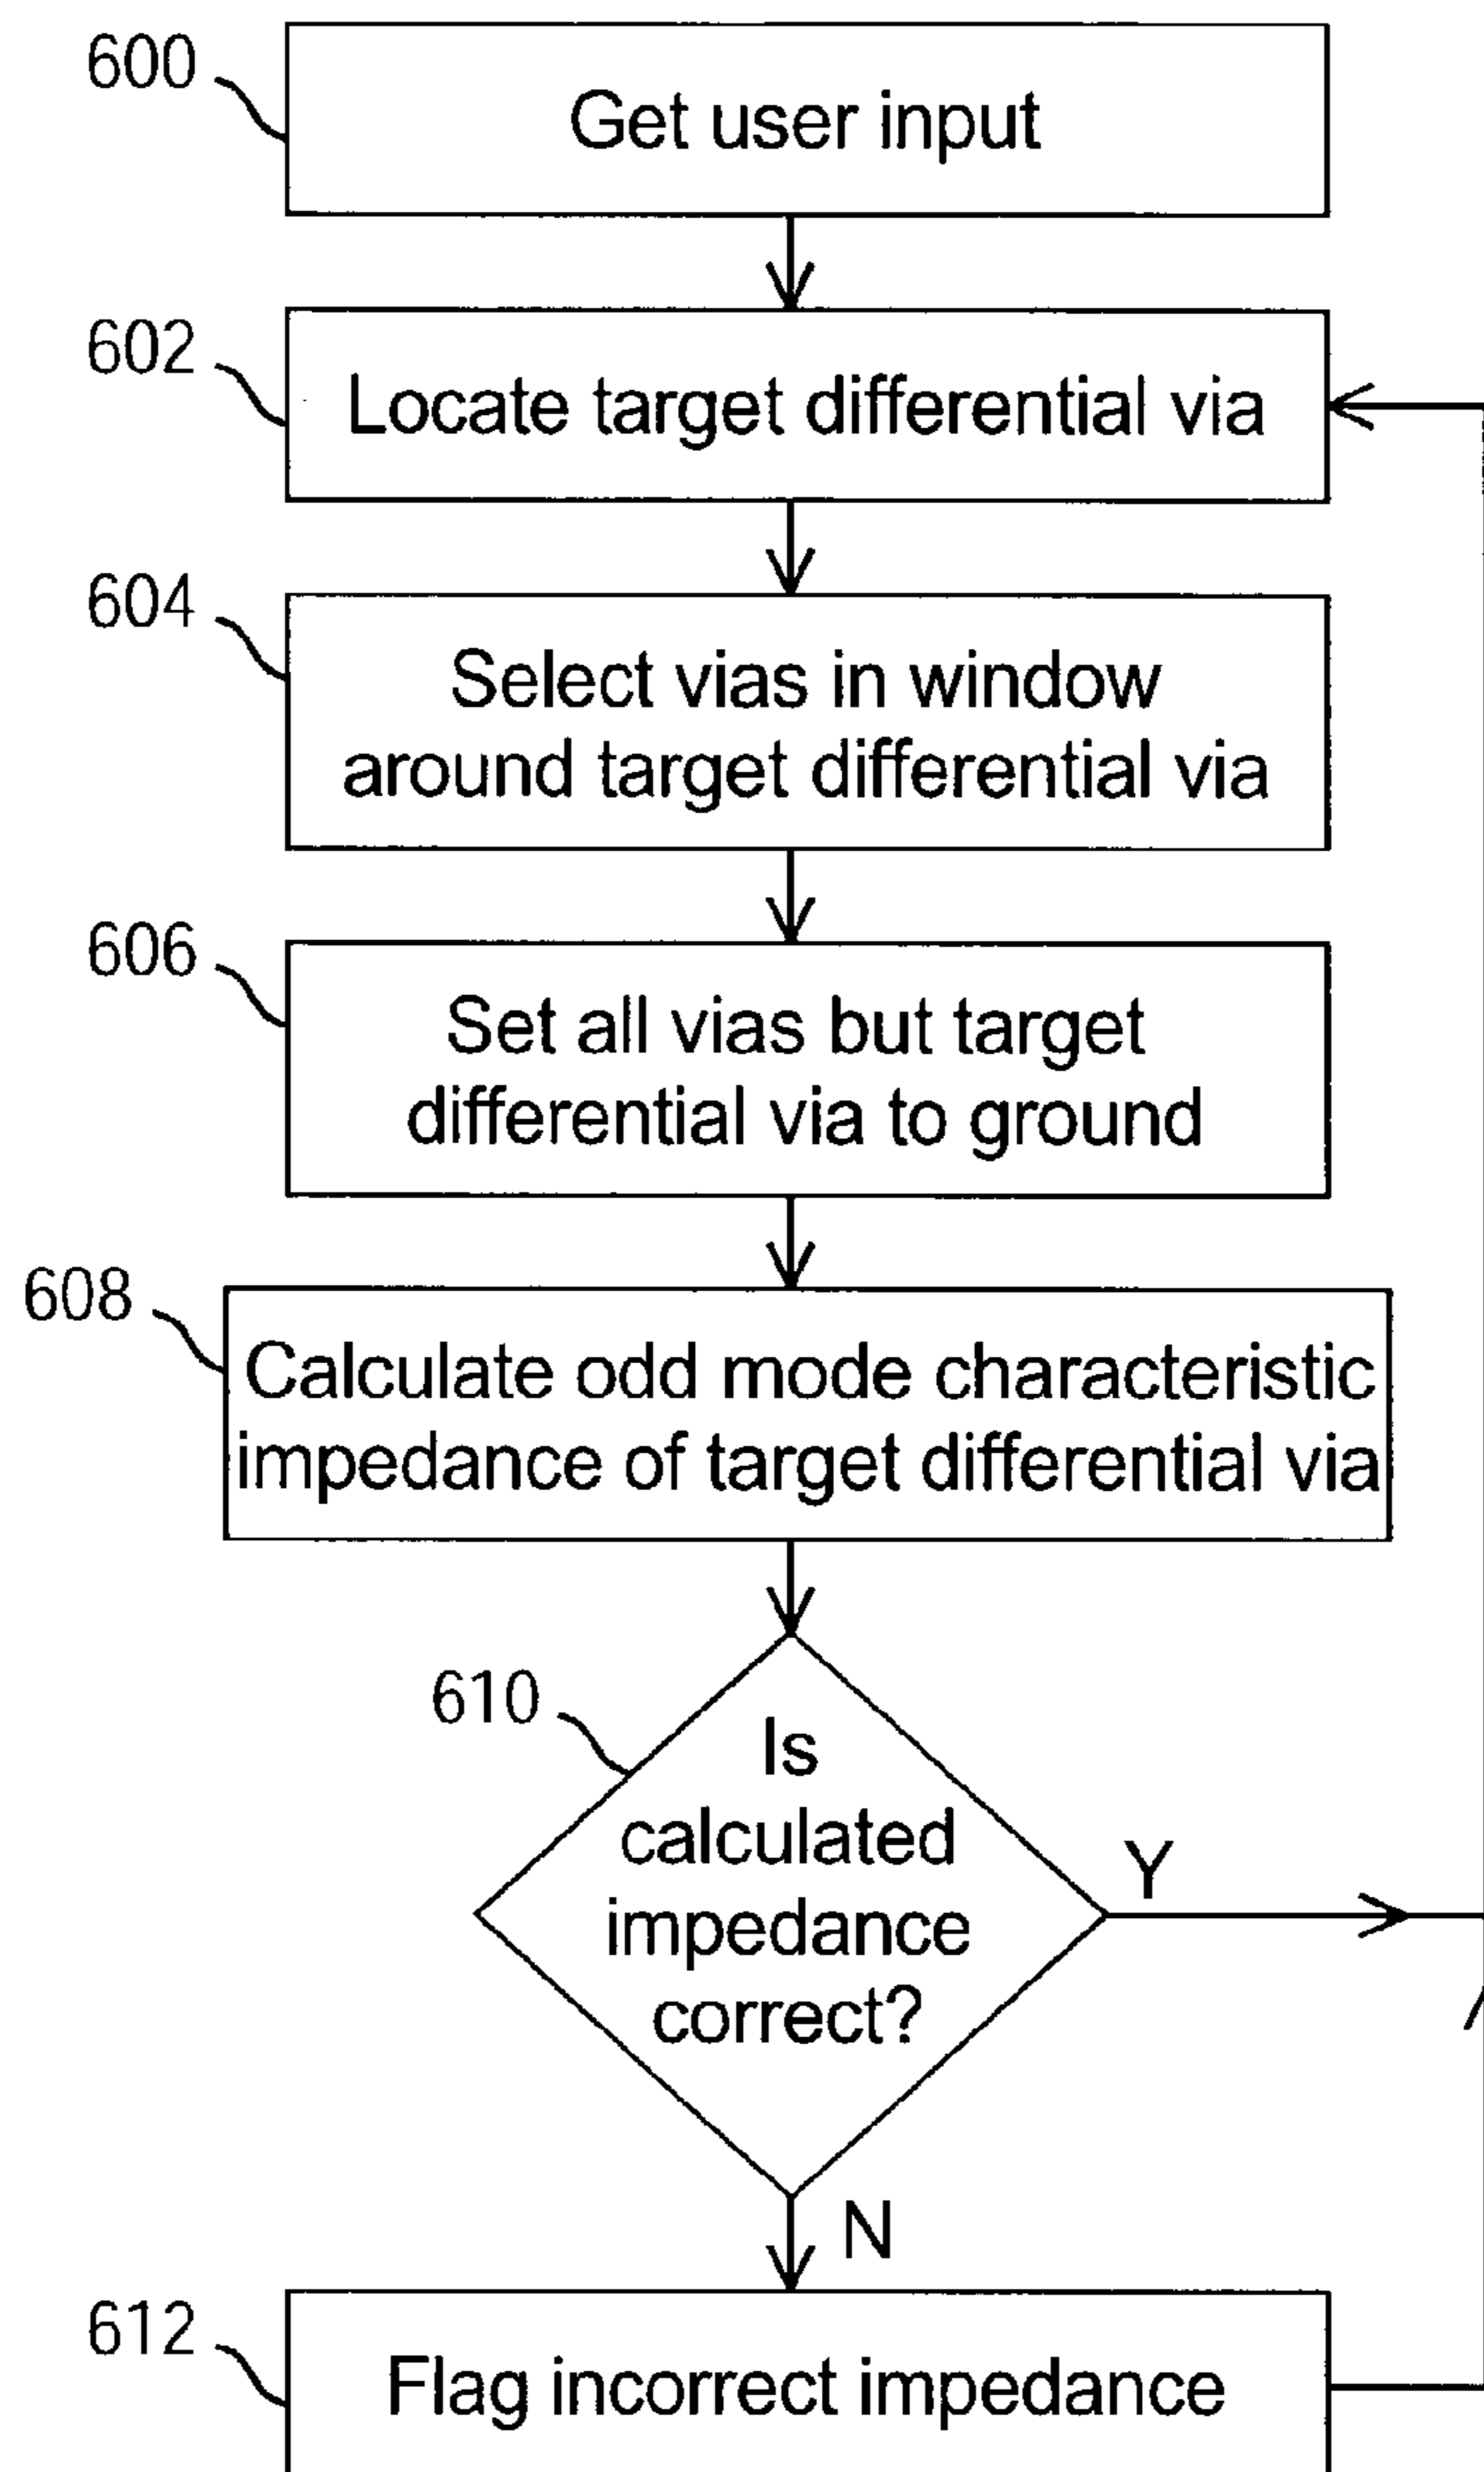 600
Get user input
602
Locate target differential via
604
Select vias in window
around target differential via
606
Set all vias but target
differential via to ground
608
Calculate odd mode characteristic
impedance of target differential via
610
Is
calculated
impedance
correct?
Y
N
612
Flag incorrect impedance